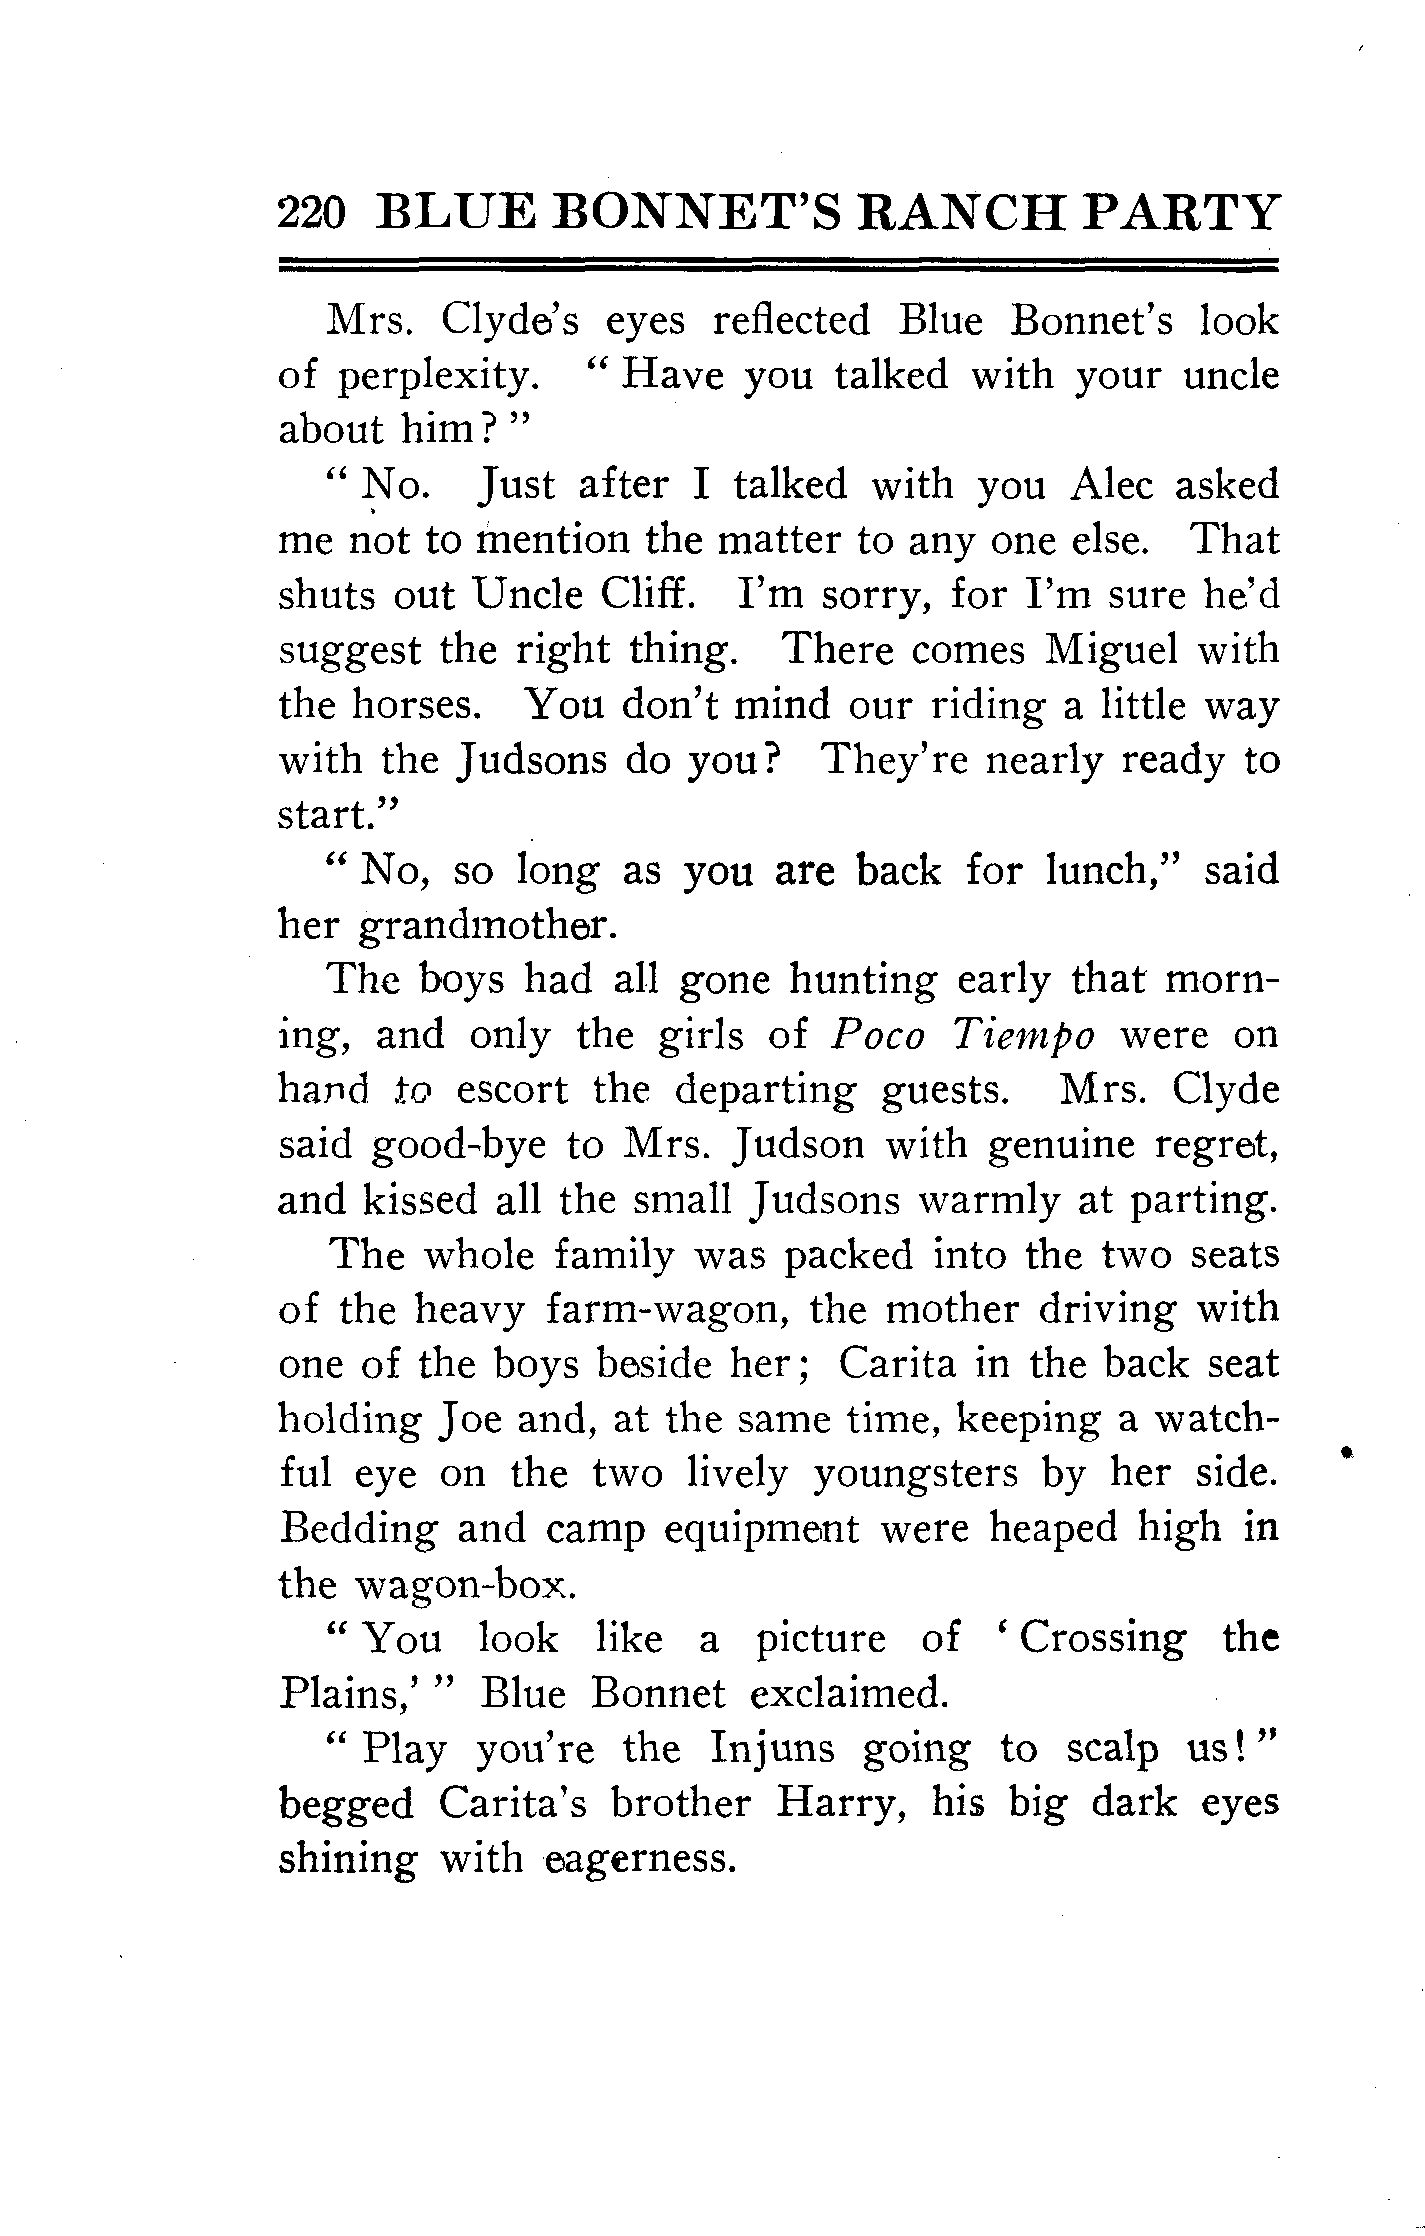 220 BLUE BONNET'S RANCH PARTY
Mrs. Clyde's eyes reflected Blue Bonnet's look
of perplexity. " Have you talked with your uncle
about him? "
" No. Just after I talked with you Alec asked
me not to mention the matter to any one else. That
shuts out Uncle Cliff. I'm sorry, for I'm sure he'd
suggest the right thing. There comes Miguel with
the horses. You don't mind our riding a little way
with the Judsons do you? They're nearly ready to
start."
" No, so long as you are back for lunch," said
her grandmother.
The boys had all gone hunting early that morn-
ing, and only the girls of Poco Tiempo were on
hand to escort the departing guests. Mrs. Clyde
said good-bye to Mrs. Judson with genuine regret,
and kissed all the small Judsons warmly at parting.
The whole family was packed into the two seats
of the heavy farm-wagon, the mother driving with
one of the boys beside her; Carita in the back seat
holding Joe and, at the same time, keeping a watch-
ful eye on the two lively youngsters by her side.
Bedding and camp equipment were heaped high in
the wagon-box.
" You look like a picture of ' Crossing the
Plains,' " Blue Bonnet exclaimed.
" Play you're the Injuns going to scalp us! "
begged Carita's brother Harry, his big dark eyes
shining with eagerness.